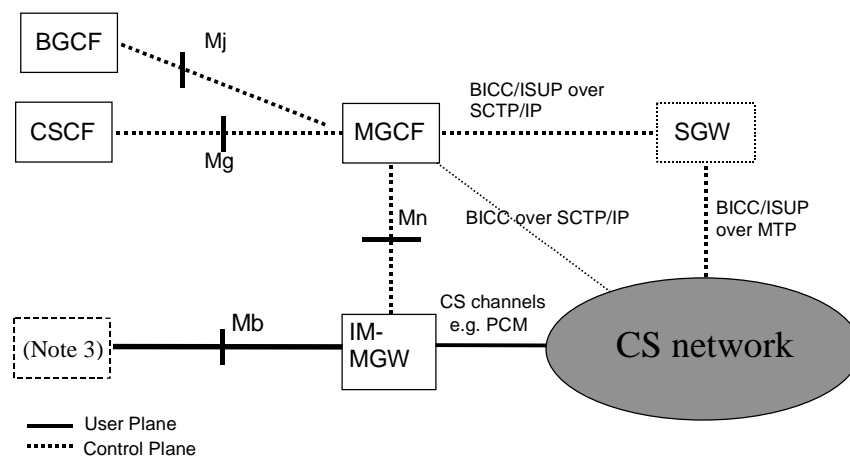 BGCF
Mj
BICC/ISUP over
SCTP/IP
CSCF
Mg
MGCF
SGW
Mn
BICC over SCTP/IP
BICC/ISUP
over MTP
(Note 3)
Mb
IM-
MGW
CS channels
e.g. PCM
CS network
User Plane
Control Plane